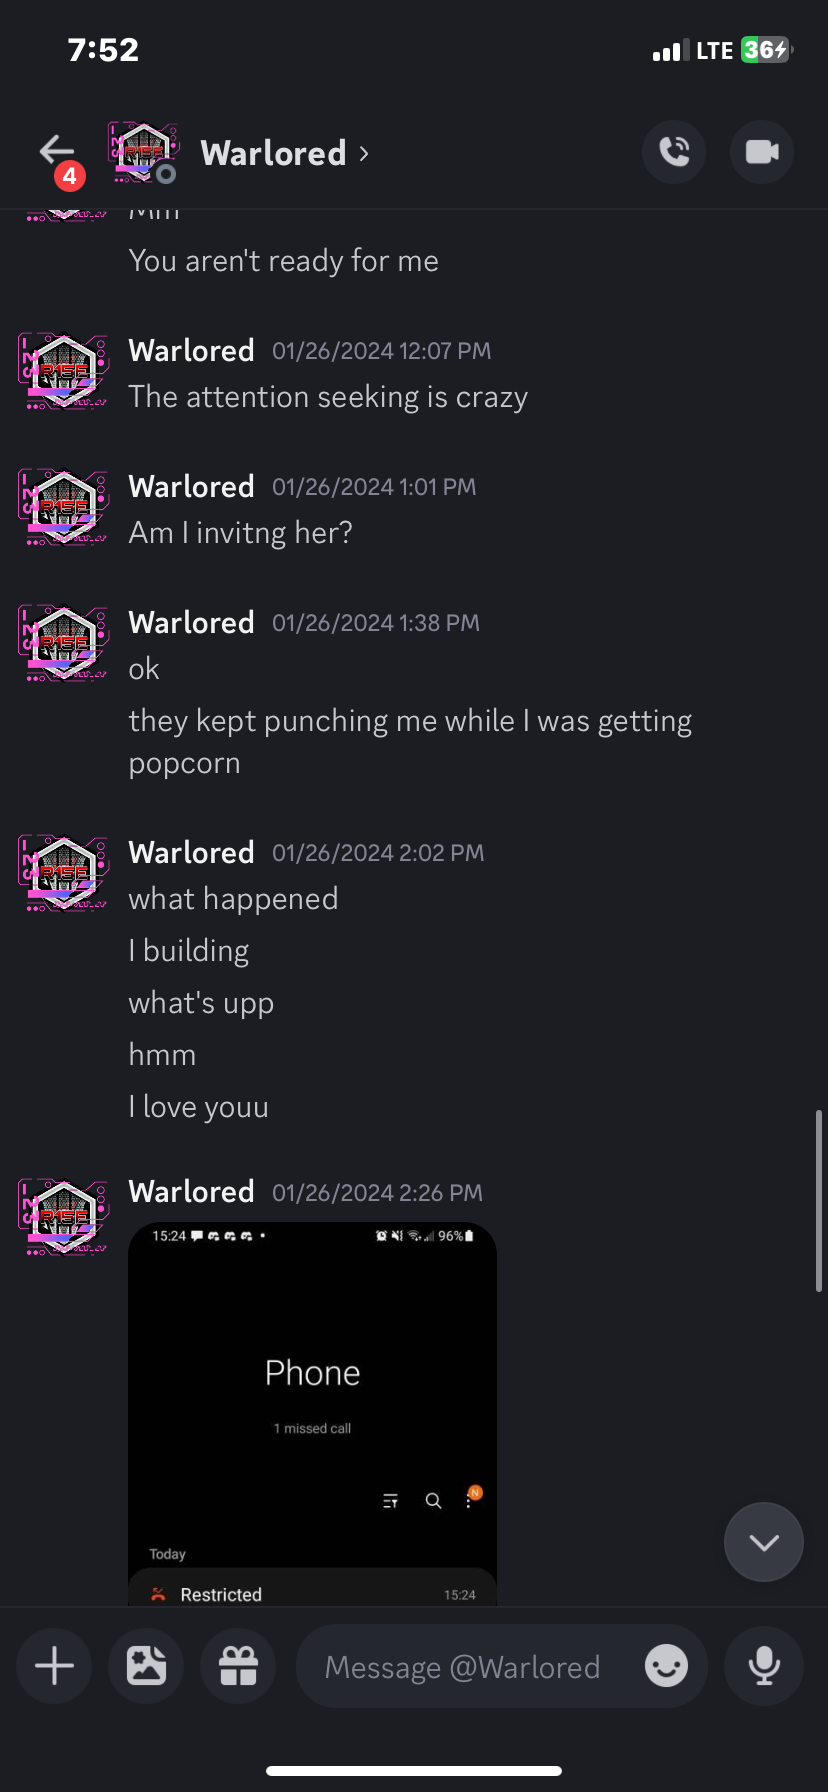 7:52
LTE 36
4
Warlored
You aren't ready for me
Warlored 01/26/2024 12:07 PM
The attention seeking is crazy
Warlored 01/26/2024 1:01 PM
Am I invitng her?
Warlored 01/26/2024 1:38 PM
ok
they kept punching me while I was getting
popcorn
Warlored 01/26/2024 2:02 PM
what happened
I building
what's upp
hmm
I love youu
Warlored 01/26/2024 2:26 PM
15:24 96%
Phone
1 missed call
N
Today
Restricted 15:24
Message @Warlored